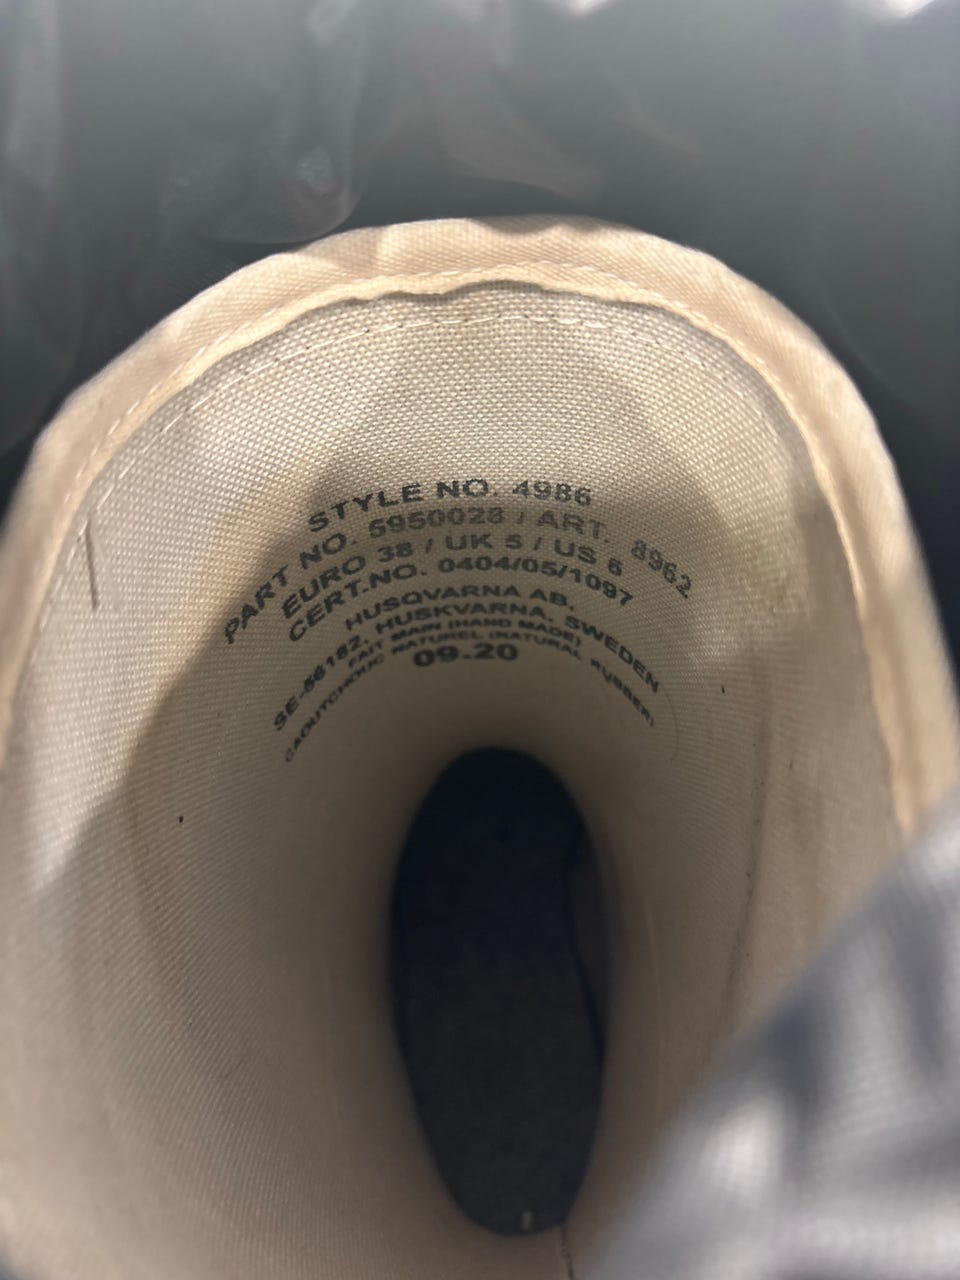 STYLE NO. 4986
PART NO. 5950028 / ART. 8962
EURO 38 / UK 5 / US 6
CERT.NO. 0404/05/1097
HUSQVARNA AB,
SE-56182, HUSKVARNA, SWEDEN
FAIT MAIN (HAND MADE)
CAOUTCHOUC NATUREL (NATURAL RUBBER)
09.20